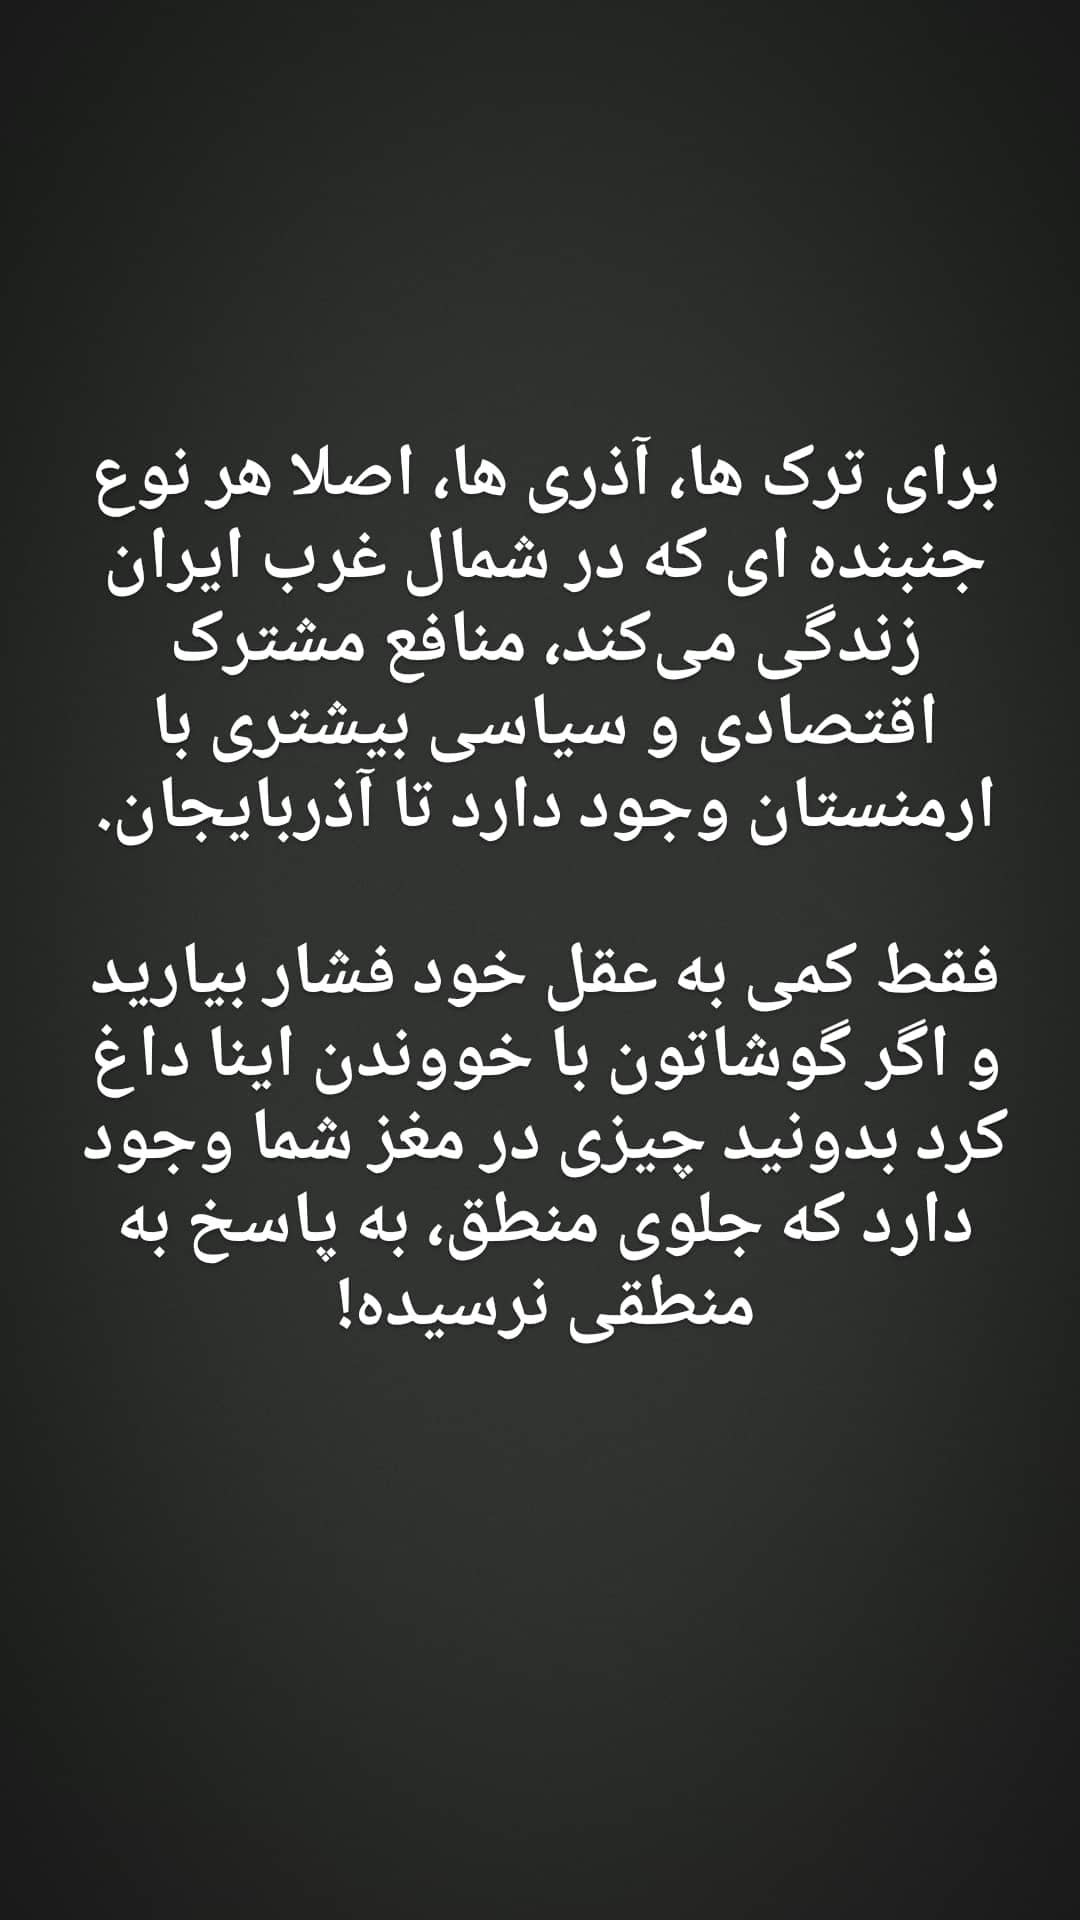 برای ترک ها، آذری ها، اصلا هر نوع
جنبنده ای که در شمال غرب ایران
زندگی می‌کند، منافع مشترک
اقتصادی و سیاسی بیشتری با
ارمنستان وجود دارد تا آذربایجان.
فقط کمی به عقل خود فشار بیارید
و اگر گوشاتون با خووندن اینا داغ
کرد بدونید چیزی در مغز شما وجود
دارد که جلوی منطق، به پاسخ به
منطقی نرسیده!